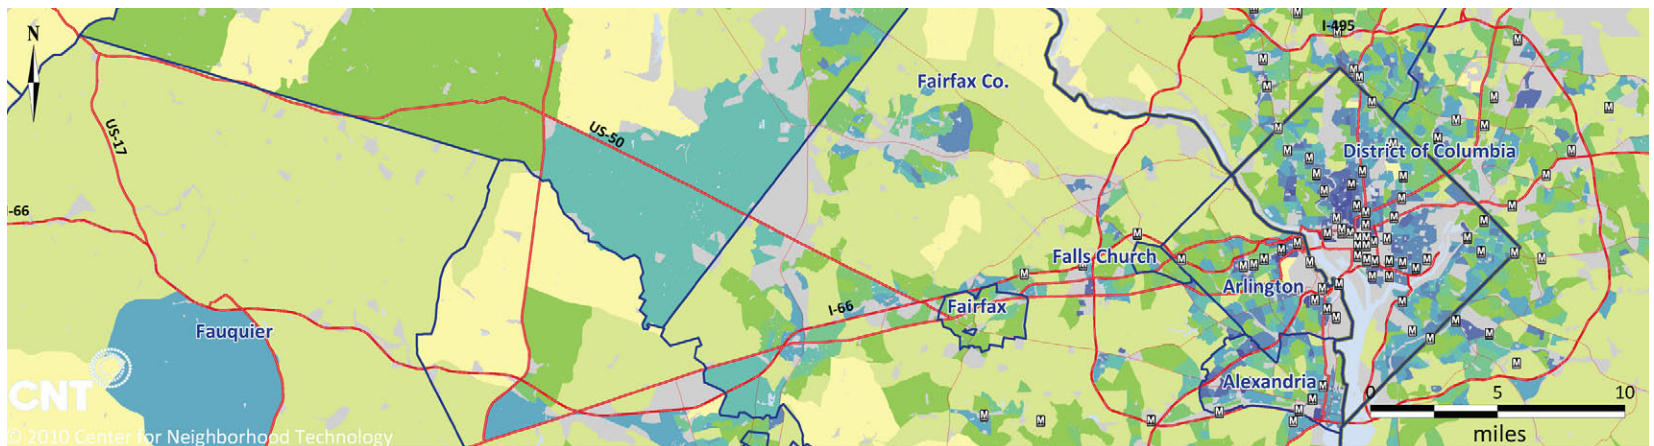 N
I-495
Fairfax Co.
US-17
US-50
District of Columbia
-66
Falls Church
Arlington
Fairfax
I-66
Fauquier
Alexandria
CNT
0 5 10
miles
© 2010 Center for Neighborhood Technology